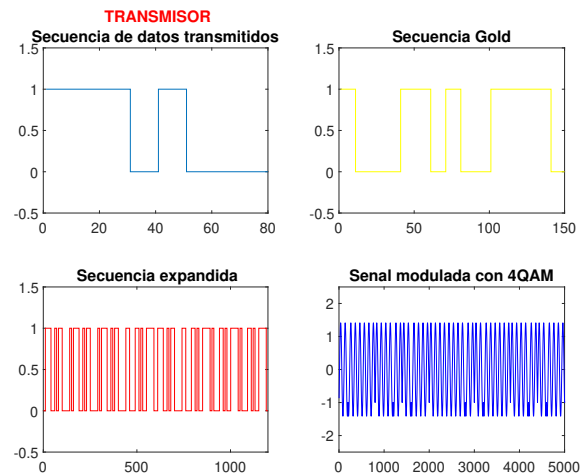 TRANSMISOR
Secuencia de datos transmitidos
1.5
1
0.5
0
-0.5
0 20 40 60 80
Secuencia Gold
1.5
1
0.5
0
-0.5
0 50 100 150
Secuencia expandida
1.5
1
0.5
0
-0.5
0 500 1000
Senal modulada con 4QAM
2
1
0
-1
-2
0 1000 2000 3000 4000 5000